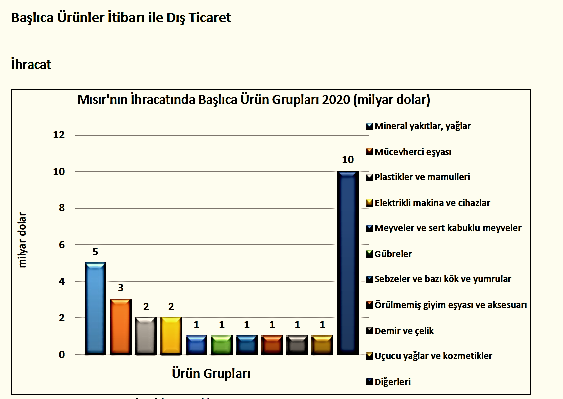 Başlıca Ürünler İtibarı ile Dış Ticaret
İhracat
Mısır'nın İhracatında Başlıca Ürün Grupları 2020 (milyar dolar)
milyar dolar
12
10
8
6
4
2
0
5
3
2
2
1
1
1
1
1
1
10
Ürün Grupları
Mineral yakıtlar, yağlar
Mücevherci eşyası
Plastikler ve mamulleri
Elektrikli makina ve cihazlar
Meyveler ve sert kabuklu meyveler
Gübreler
Sebzeler ve bazı kök ve yumrular
Örülmemiş giyim eşyası ve aksesuarı
Demir ve çelik
Uçucu yağlar ve kozmetikler
Diğerleri